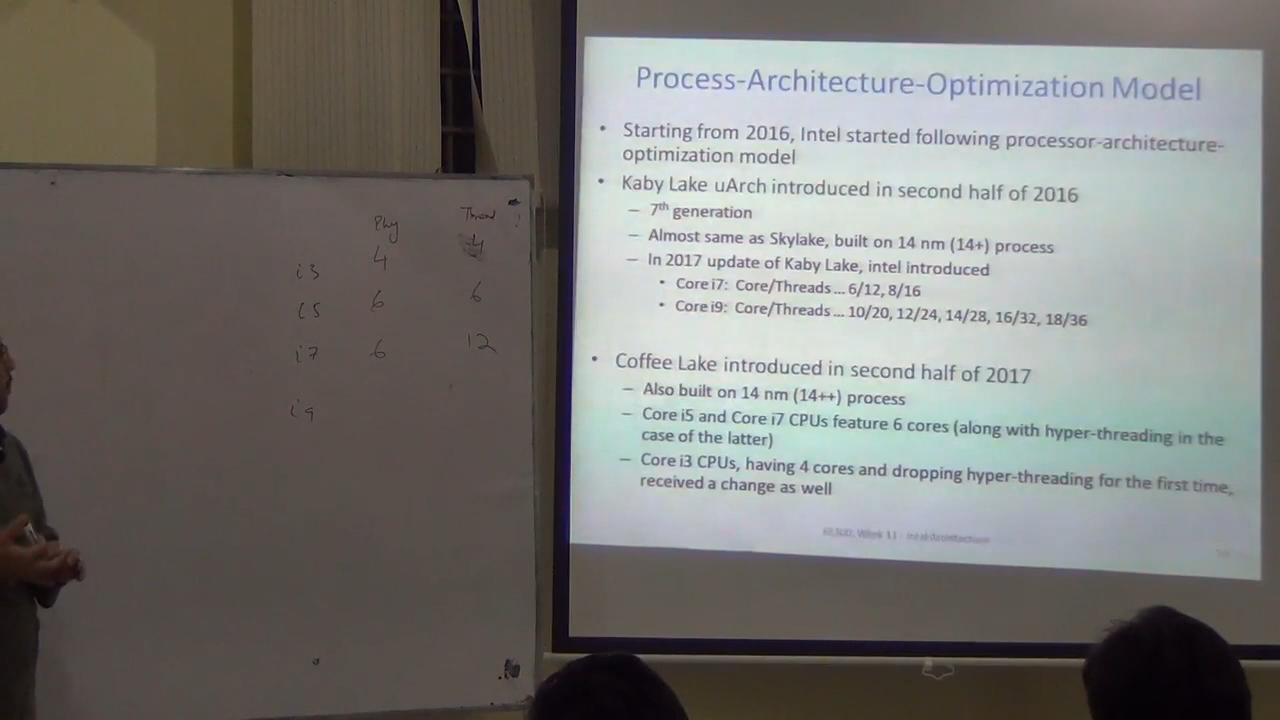 Phy Thread
i3 4 4
i5 6 6
i7 6 12
i9
Process-Architecture-Optimization Model
• Starting from 2016, Intel started following processor-architecture-
optimization model
• Kaby Lake uArch introduced in second half of 2016
– 7th generation
– Almost same as Skylake, built on 14 nm (14+) process
– In 2017 update of Kaby Lake, intel introduced
• Core i7: Core/Threads ... 6/12, 8/16
• Core i9: Core/Threads ... 10/20, 12/24, 14/28, 16/32, 18/36
• Coffee Lake introduced in second half of 2017
– Also built on 14 nm (14++) process
– Core i5 and Core i7 CPUs feature 6 cores (along with hyper-threading in the
case of the latter)
– Core i3 CPUs, having 4 cores and dropping hyper-threading for the first time,
received a change as well
Week 11 - Intel Architecture